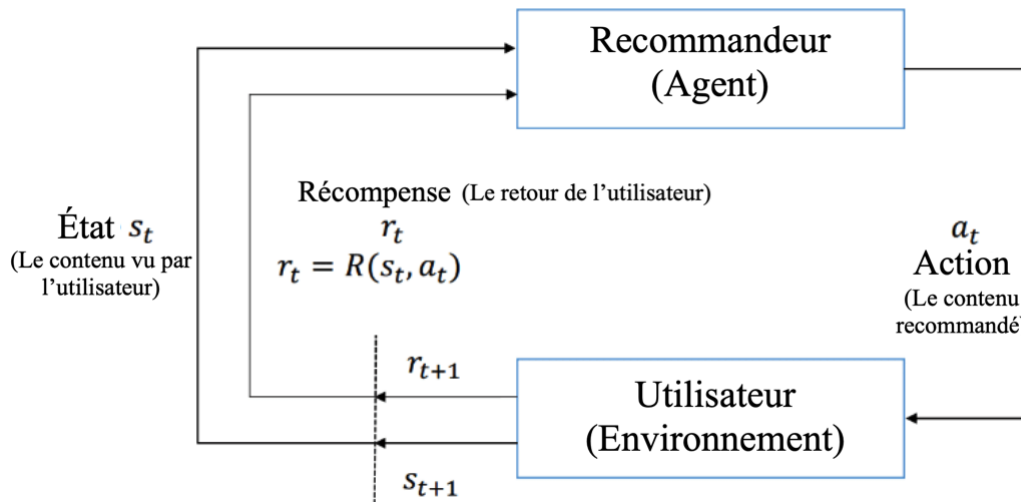 Recommandeur
(Agent)
Récompense (Le retour de l’utilisateur)
r_t
r_t = R(s_t, a_t)
État s_t
(Le contenu vu par
l’utilisateur)
a_t
Action
(Le contenu
recommandé
r_{t+1}
Utilisateur
(Environnement)
s_{t+1}